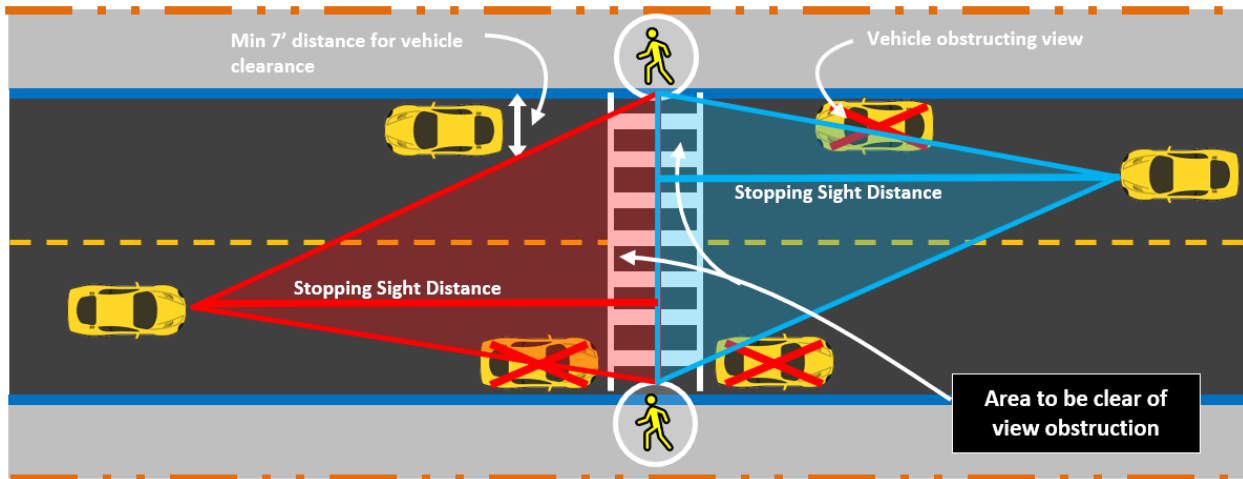 Min 7' distance for vehicle
clearance
Vehicle obstructing view
Stopping Sight Distance
Stopping Sight Distance
Area to be clear of
view obstruction